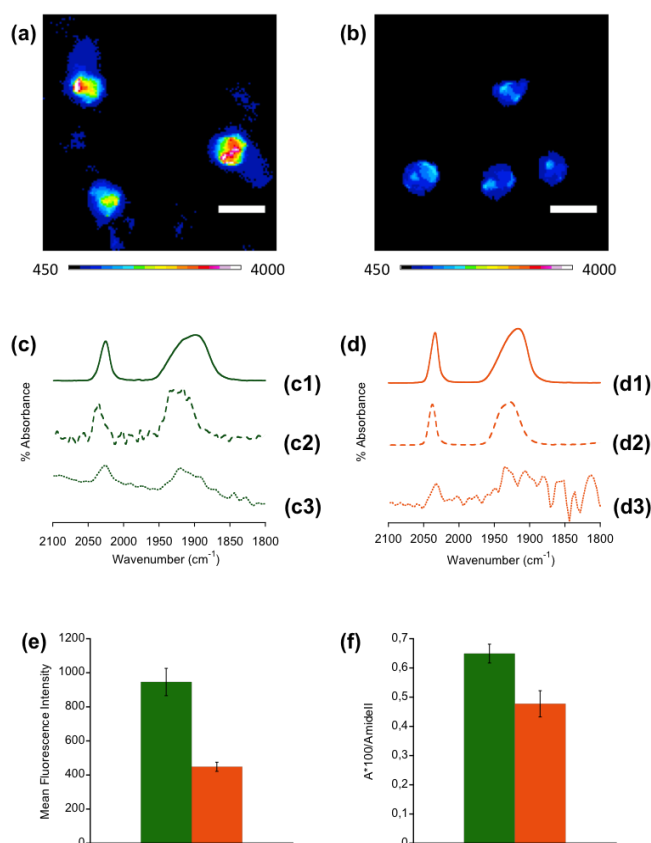 (a)
(b)
450 4000
450 4000
(c)
(d)
% Absorbance
(c1)
(c2)
(c3)
2100 2050 2000 1950 1900 1850 1800
Wavenumber (cm⁻¹)
% Absorbance
(d1)
(d2)
(d3)
2100 2050 2000 1950 1900 1850 1800
Wavenumber (cm⁻¹)
(e)
Mean Fluorescence Intensity
1200
1000
800
600
400
200
0
(f)
A*100/AmideII
0,7
0,6
0,5
0,4
0,3
0,2
0,1
0